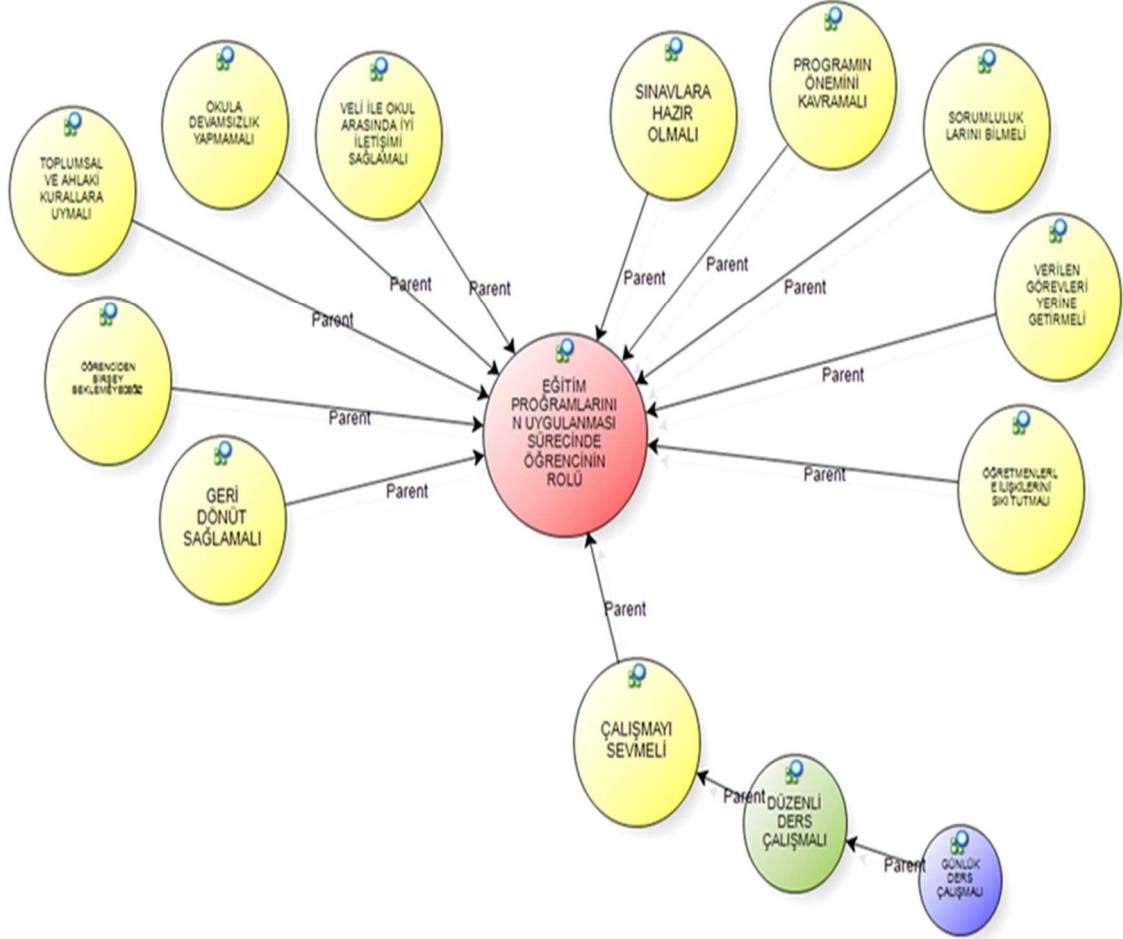 PROGRAMIN
ÖNEMİNİ
KAVRAMALI
OKULA
DEVAMSIZLIK
YAPMAMALI
VELİ İLE OKUL
ARASINDA İYİ
İLETİŞİMİ
SAĞLAMALI
SINAVLARA
HAZIR
OLMALI
SORUMLULUK
LARINI BİLMELİ
TOPLUMSAL
VE AHLAKİ
KURALLARA
UYMALI
VERİLEN
GÖREVLERİ
YERİNE
GETİRMELİ
Parent
Parent
Parent
Parent
Parent
Parent
ÖĞRENCİDEN
BİRŞEY
Parent
Parent
EĞİTİM
PROGRAMLARINI
N UYGULANMASI
SÜRECİNDE
ÖĞRENCİNİN
ROLÜ
GERİ
DÖNÜT
SAĞLAMALI
Parent
Parent
ÖĞRETMENLERL
E İLİŞKİLERİNİ
SIKI TUTMALI
Parent
ÇALIŞMAYI
SEVMELİ
Parent
DÜZENLİ
DERS
ÇALIŞMALI
Parent
GÜNLÜK
DERS
ÇALIŞMALI